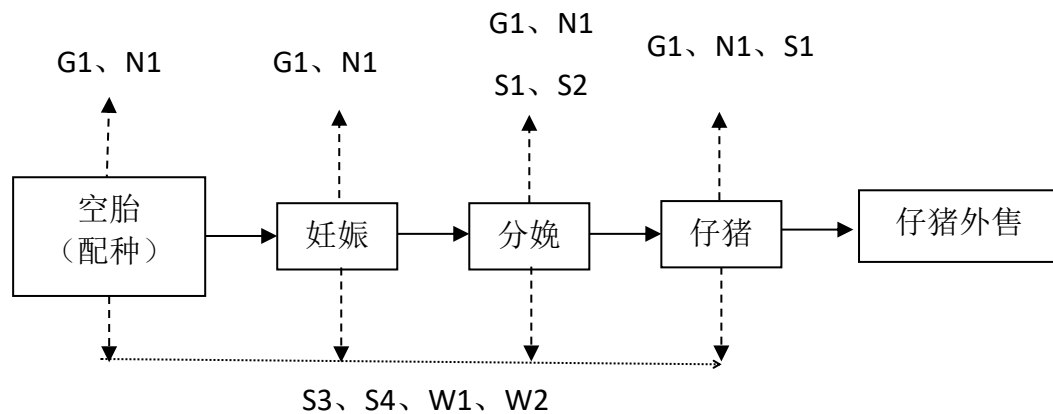 G1、N1
G1、N1
G1、N1
S1、S2
G1、N1、S1
空胎
（配种）
妊娠
分娩
仔猪
仔猪外售
S3、S4、W1、W2